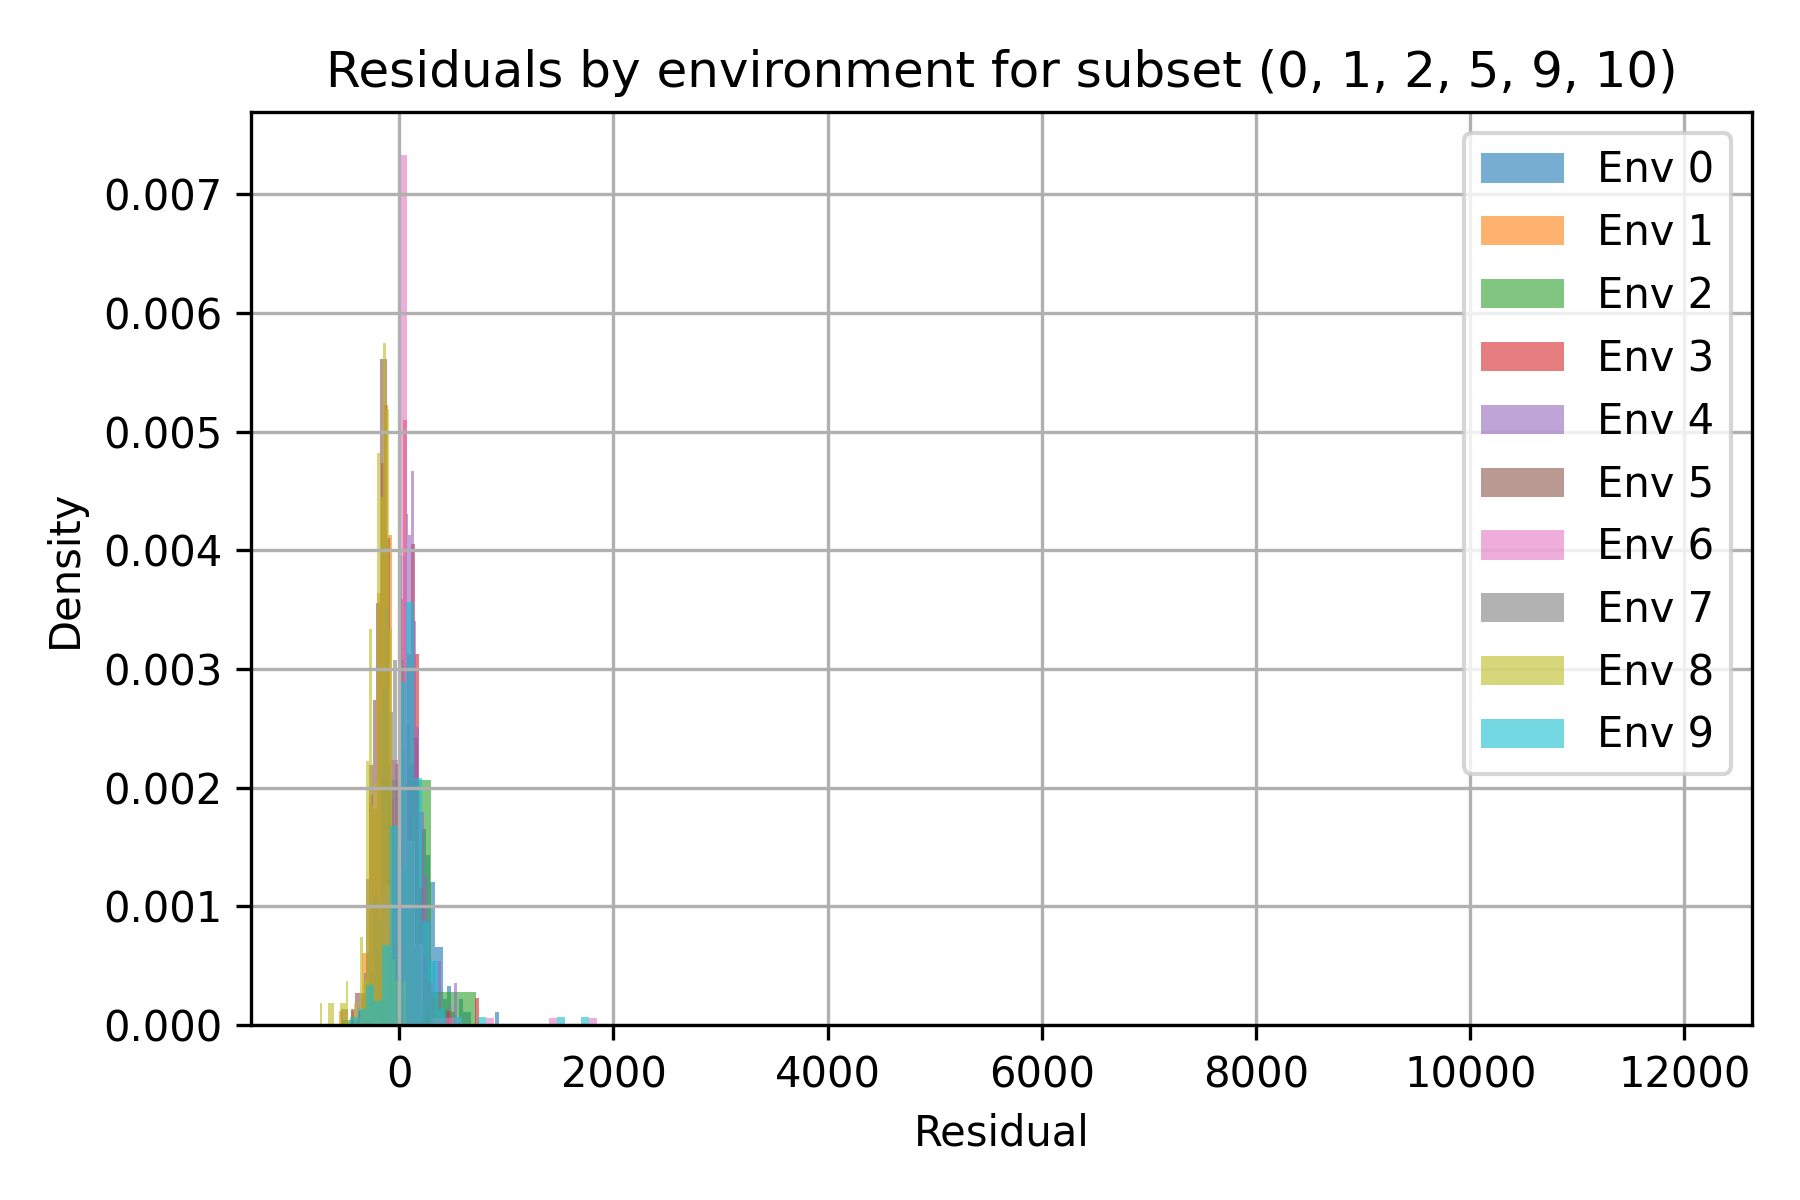 Residuals by environment for subset (0, 1, 2, 5, 9, 10)
Density
0.007
0.006
0.005
0.004
0.003
0.002
0.001
0.000
0
2000
4000
6000
8000
10000
12000
Residual
Env 0
Env 1
Env 2
Env 3
Env 4
Env 5
Env 6
Env 7
Env 8
Env 9